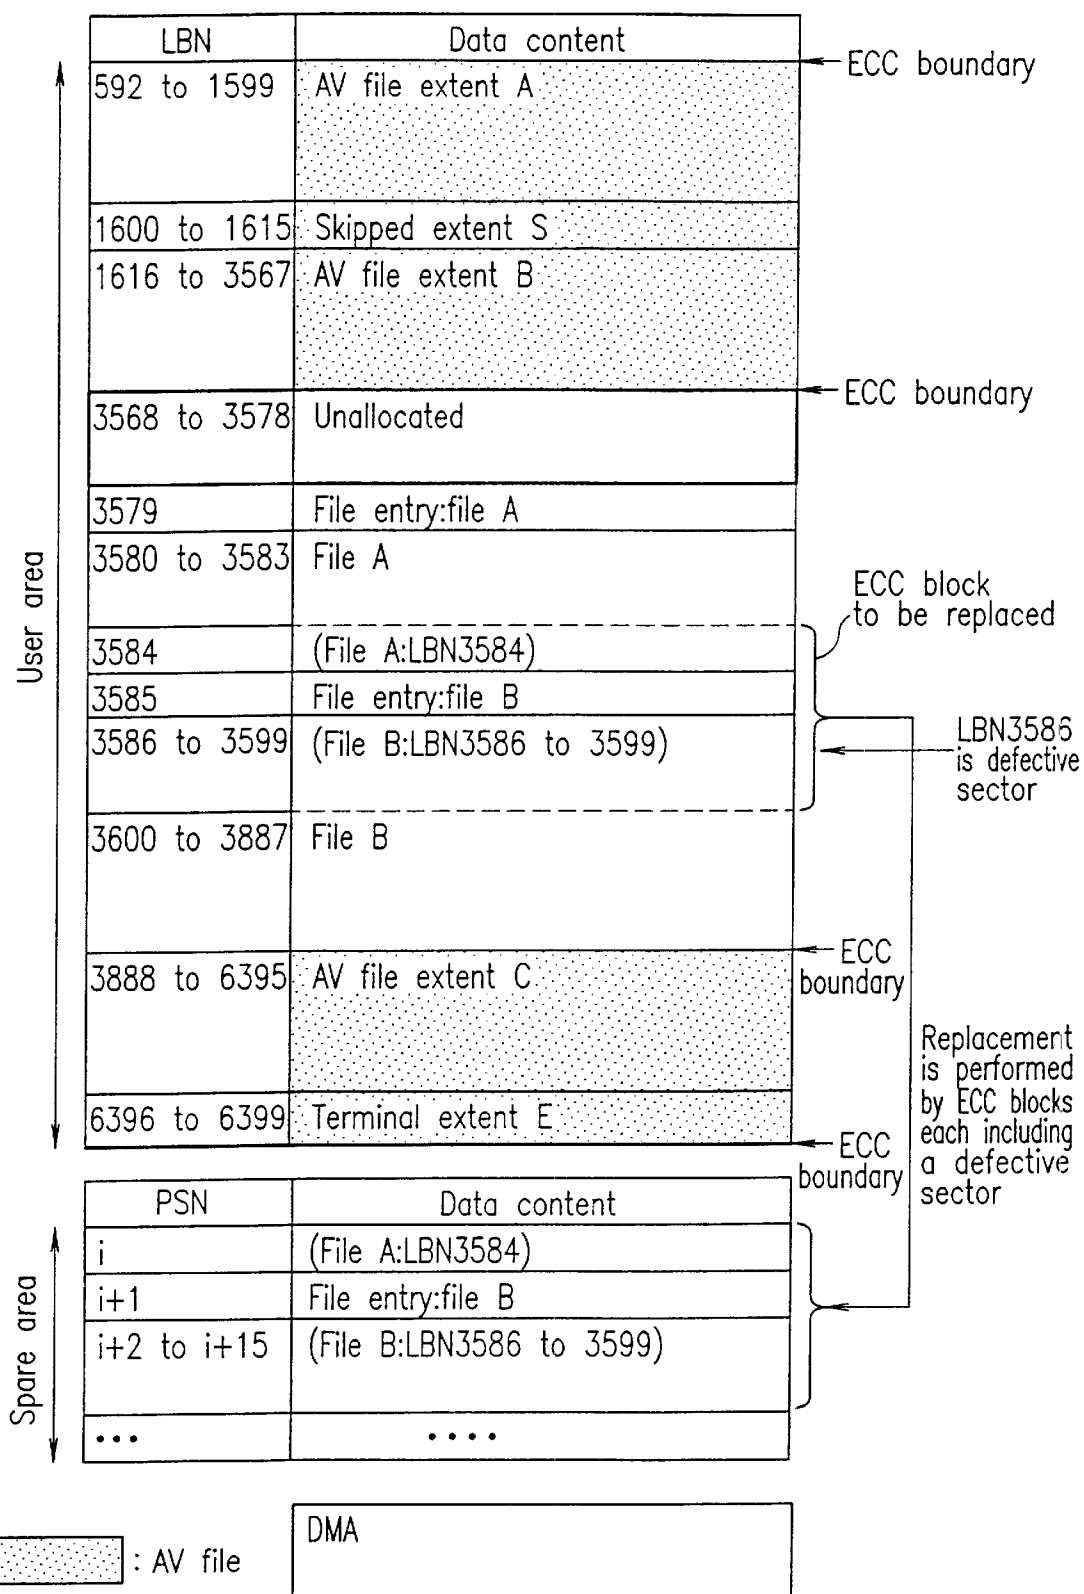 LBN Data content
ECC boundary
592 to 1599 AV file extent A
1600 to 1615 Skipped extent S
1616 to 3567 AV file extent B
ECC boundary
3568 to 3578 Unallocated
3579 File entry:file A
3580 to 3583 File A
ECC block
to be replaced
3584 (File A:LBN3584)
3585 File entry:file B
3586 to 3599 (File B:LBN3586 to 3599)
LBN3586
is defective
sector
3600 to 3887 File B
ECC
boundary
3888 to 6395 AV file extent C
6396 to 6399 Terminal extent E
ECC
boundary
User area
Replacement
is performed
by ECC blocks
each including
a defective
sector
PSN Data content
i (File A:LBN3584)
i+1 File entry:file B
i+2 to i+15 (File B:LBN3586 to 3599)
••• ••••
Spare area
DMA
: AV file